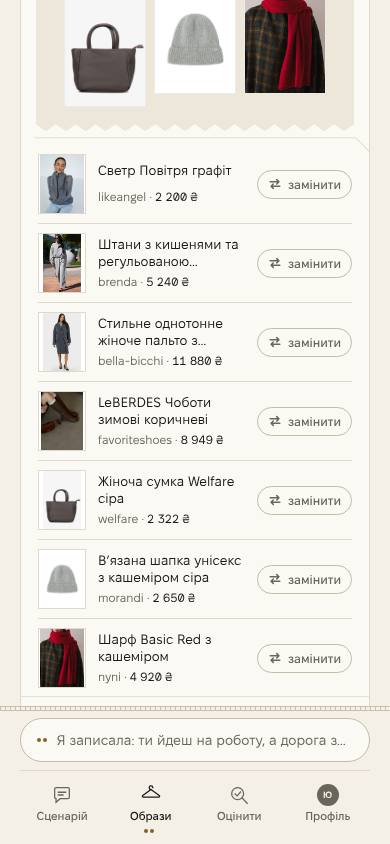 Светр Повітря графіт
likeangel · 2 200 ₴
замінити
Штани з кишенями та
регульованою...
brenda · 5 240 ₴
замінити
Стильне однотонне
жіноче пальто з...
bella-bicchi · 11 880 ₴
замінити
LeBERDES Чоботи
зимові коричневі
favoriteshoes · 8 949 ₴
замінити
Жіноча сумка Welfare
сіра
welfare · 2 322 ₴
замінити
В'язана шапка унісекс
з кашеміром сіра
morandi · 2 650 ₴
замінити
Шарф Basic Red з
кашеміром
nyni · 4 920 ₴
замінити
Я записала: ти йдеш на роботу, а дорога з...
Сценарій
Образи
Оцінити
Ю
Профіль